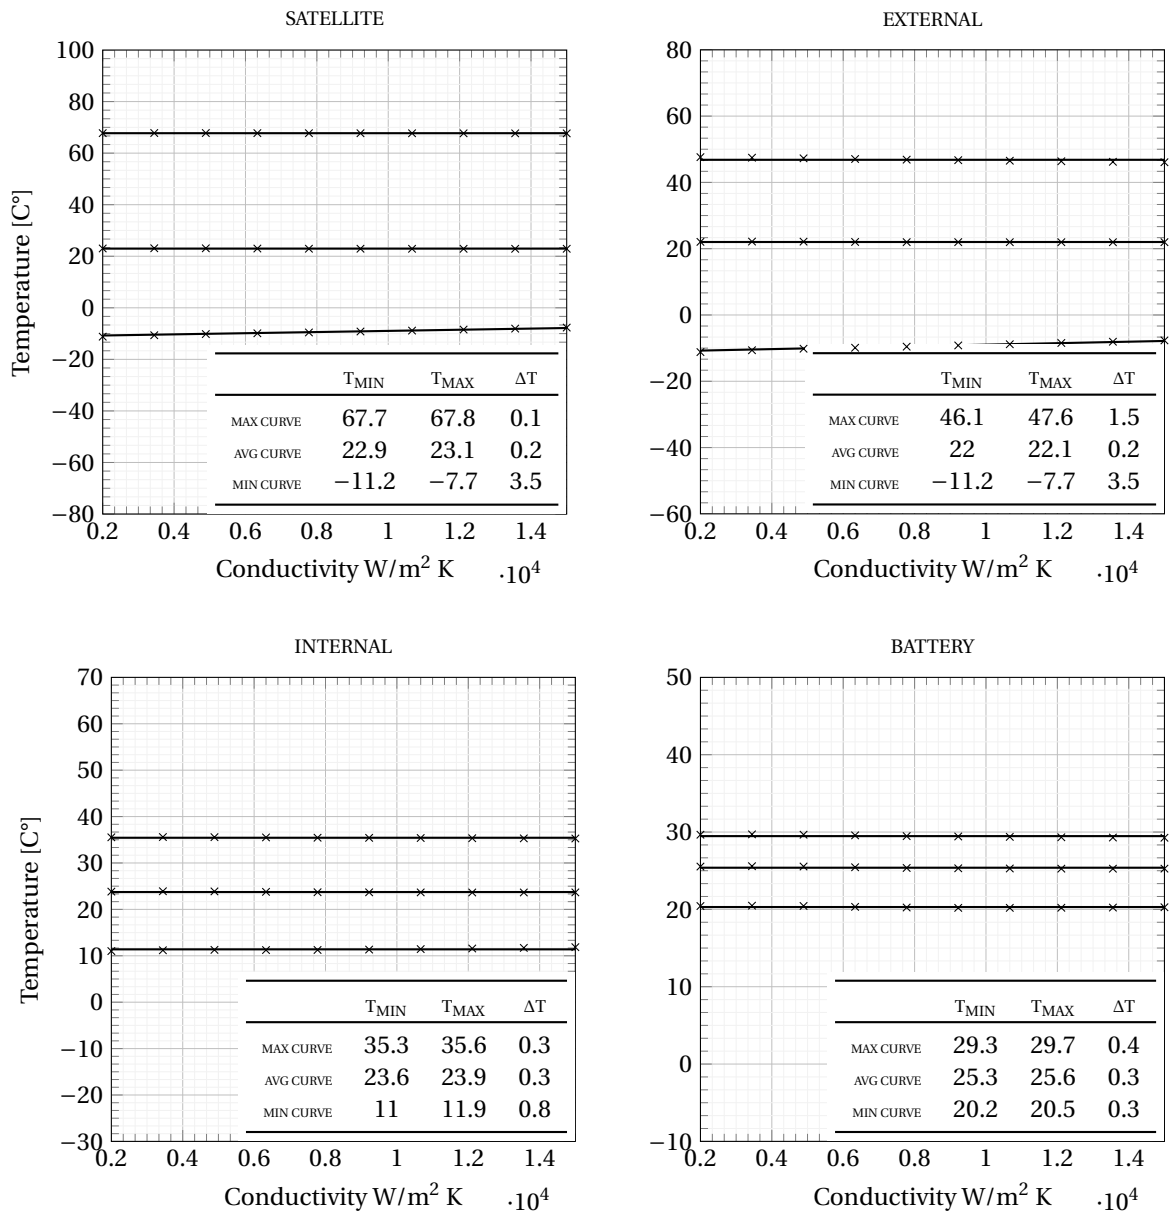 SATELLITE
100
80
60
40
20
0
−20
−40
−60
−80
Temperature [C°]
T_MIN T_MAX ΔT
MAX CURVE 67.7 67.8 0.1
AVG CURVE 22.9 23.1 0.2
MIN CURVE −11.2 −7.7 3.5
0.2 0.4 0.6 0.8 1 1.2 1.4
Conductivity W/m² K ·10⁴
EXTERNAL
80
60
40
20
0
−20
−40
−60
T_MIN T_MAX ΔT
MAX CURVE 46.1 47.6 1.5
AVG CURVE 22 22.1 0.2
MIN CURVE −11.2 −7.7 3.5
0.2 0.4 0.6 0.8 1 1.2 1.4
Conductivity W/m² K ·10⁴
INTERNAL
70
60
50
40
30
20
10
0
−10
−20
−30
Temperature [C°]
T_MIN T_MAX ΔT
MAX CURVE 35.3 35.6 0.3
AVG CURVE 23.6 23.9 0.3
MIN CURVE 11 11.9 0.8
0.2 0.4 0.6 0.8 1 1.2 1.4
Conductivity W/m² K ·10⁴
BATTERY
50
40
30
20
10
0
−10
T_MIN T_MAX ΔT
MAX CURVE 29.3 29.7 0.4
AVG CURVE 25.3 25.6 0.3
MIN CURVE 20.2 20.5 0.3
0.2 0.4 0.6 0.8 1 1.2 1.4
Conductivity W/m² K ·10⁴